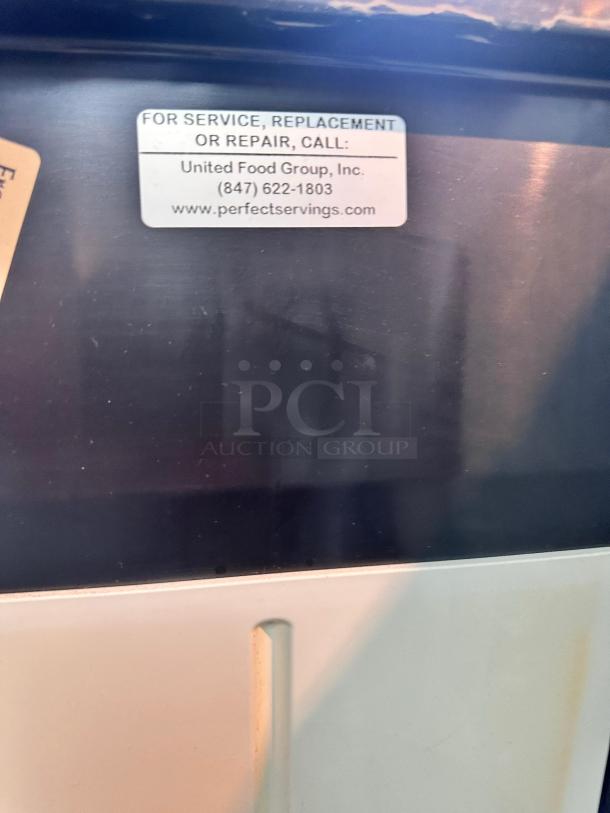 FOR SERVICE, REPLACEMENT
OR REPAIR, CALL:
United Food Group, Inc.
(847) 622-1803
www.perfectservings.com
PCI
AUCTION GROUP